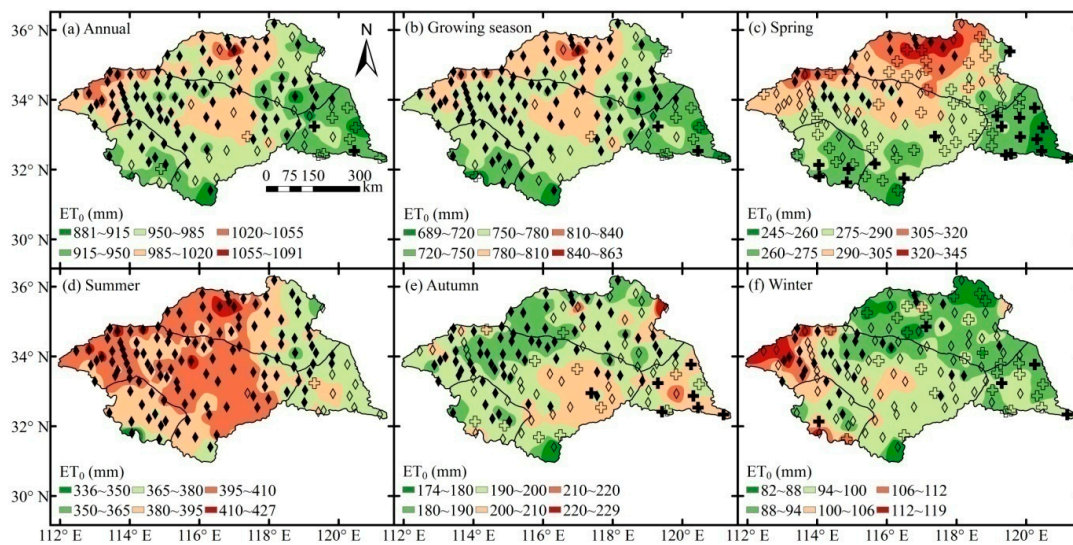 (a) Annual
N
(b) Growing season
(c) Spring
36° N
34° N
32° N
30° N
0 75 150 300
km
ET₀ (mm)
881~915 950~985 1020~1055
915~950 985~1020 1055~1091
ET₀ (mm)
689~720 750~780 810~840
720~750 780~810 840~863
ET₀ (mm)
245~260 275~290 305~320
260~275 290~305 320~345
(d) Summer
(e) Autumn
(f) Winter
36° N
34° N
32° N
30° N
ET₀ (mm)
336~350 365~380 395~410
350~365 380~395 410~427
ET₀ (mm)
174~180 190~200 210~220
180~190 200~210 220~229
ET₀ (mm)
82~88 94~100 106~112
88~94 100~106 112~119
112° E 114° E 116° E 118° E 120° E 112° E 114° E 116° E 118° E 120° E 112° E 114° E 116° E 118° E 120° E